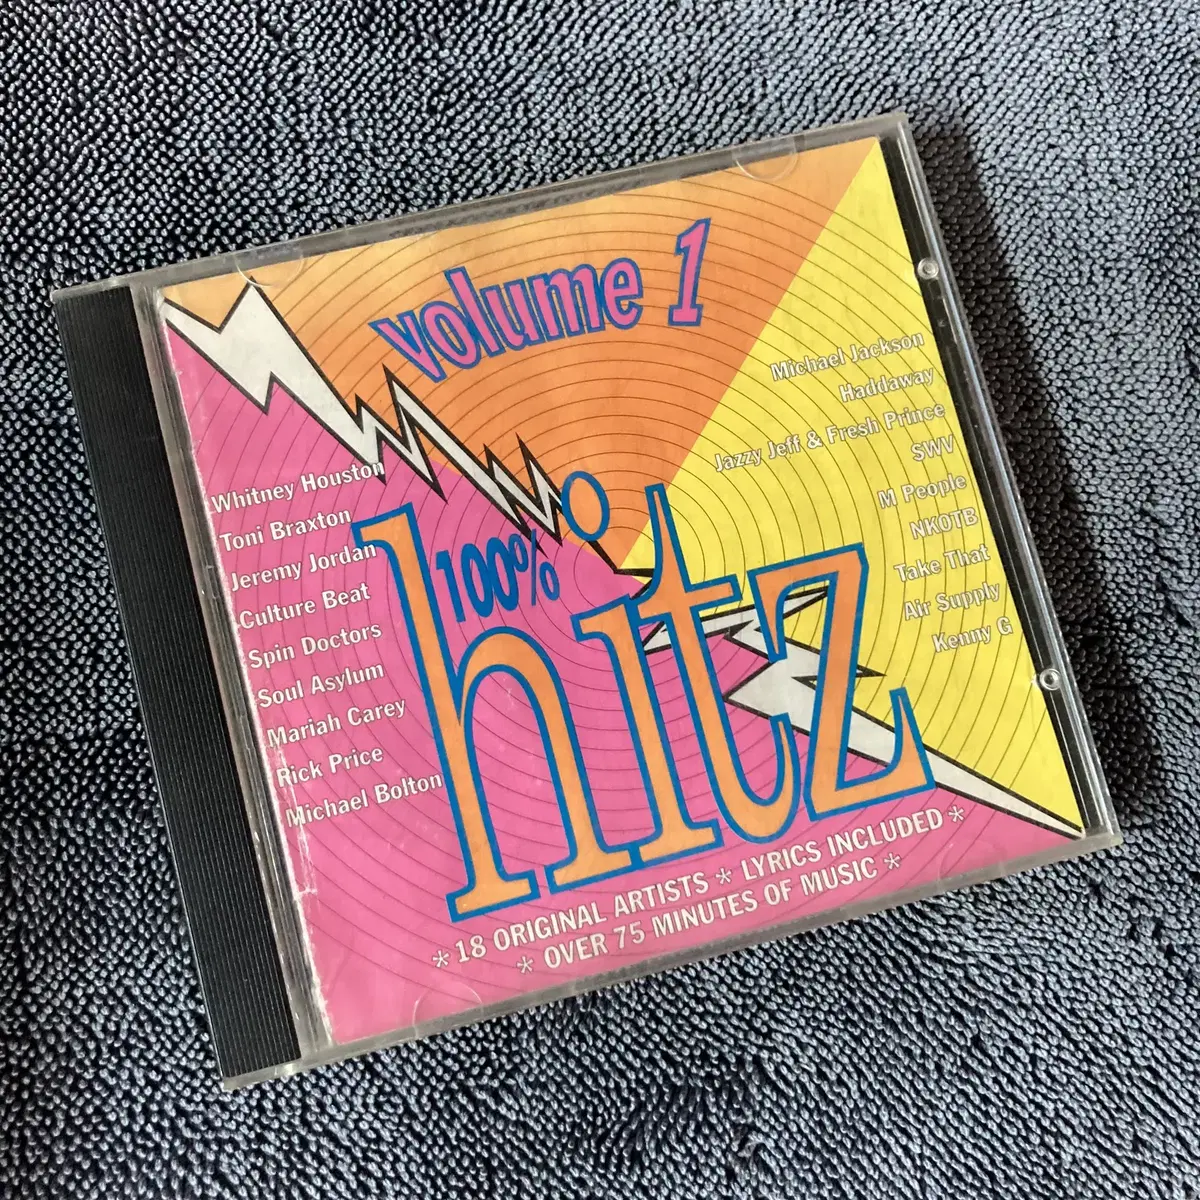 volume 1
Whitney Houston
Toni Braxton
Jeremy Jordan
Culture Beat
Spin Doctors
Soul Asylum
Mariah Carey
Rick Price
Michael Bolton
Michael Jackson
Haddaway
Jazzy Jeff & Fresh Prince
SWV
M People
NKOTB
Take That
Air Supply
Kenny G
100%
hitz
* 18 ORIGINAL ARTISTS * LYRICS INCLUDED *
* OVER 75 MINUTES OF MUSIC *